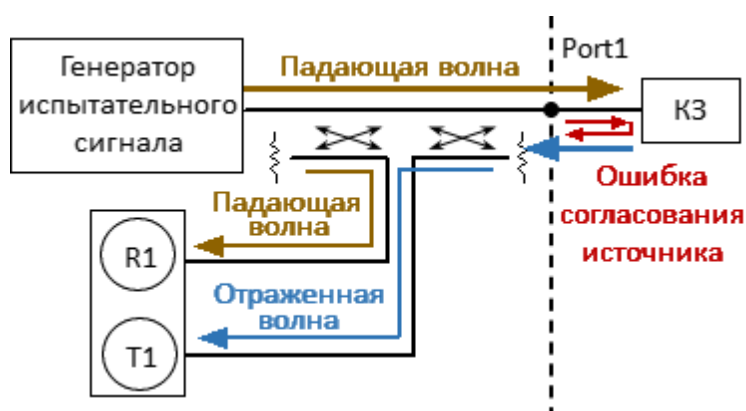 Генератор
испытательного
сигнала
Падающая волна
Port1
КЗ
Падающая
волна
Ошибка
согласования
источника
R1
Отраженная
волна
T1